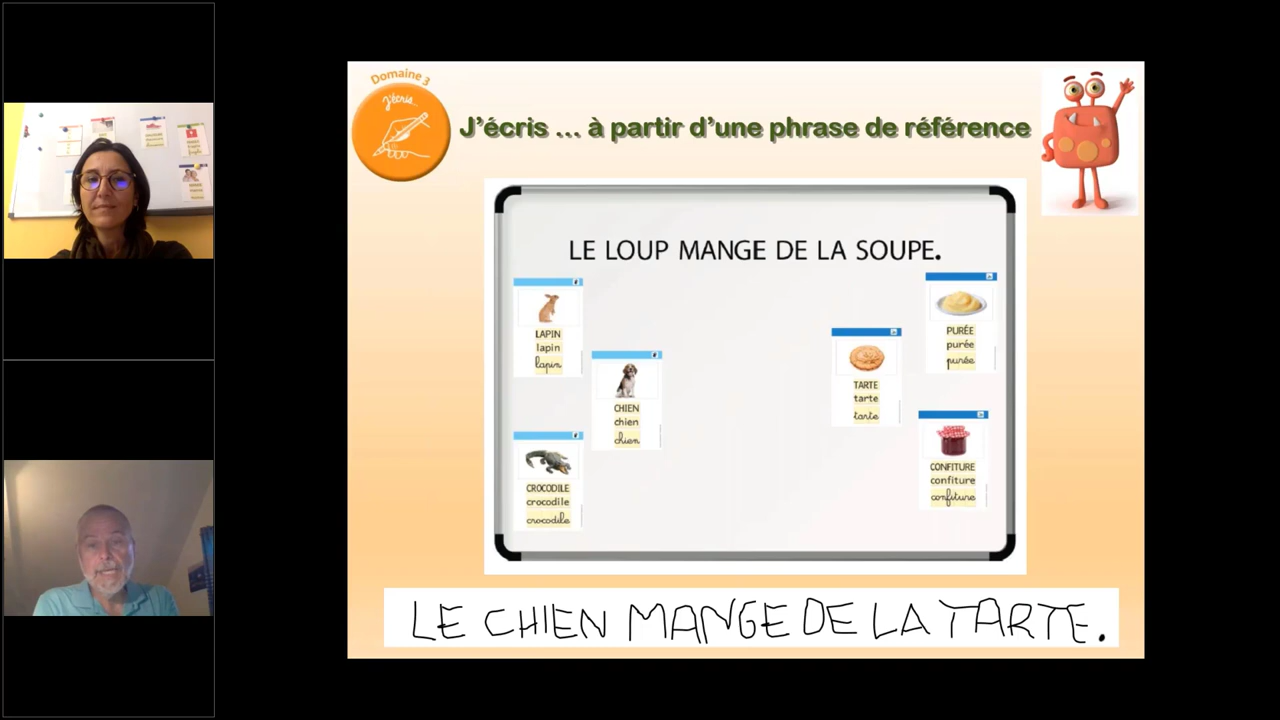 Domaine 3
J'écris...
J'écris ... à partir d'une phrase de référence
LE LOUP MANGE DE LA SOUPE.
LAPIN
lapin
lapin
CHIEN
chien
chien
CROCODILE
crocodile
crocodile
TARTE
tarte
tarte
PURÉE
purée
purée
CONFITURE
confiture
confiture
LE CHIEN MANGE DE LA TARTE.